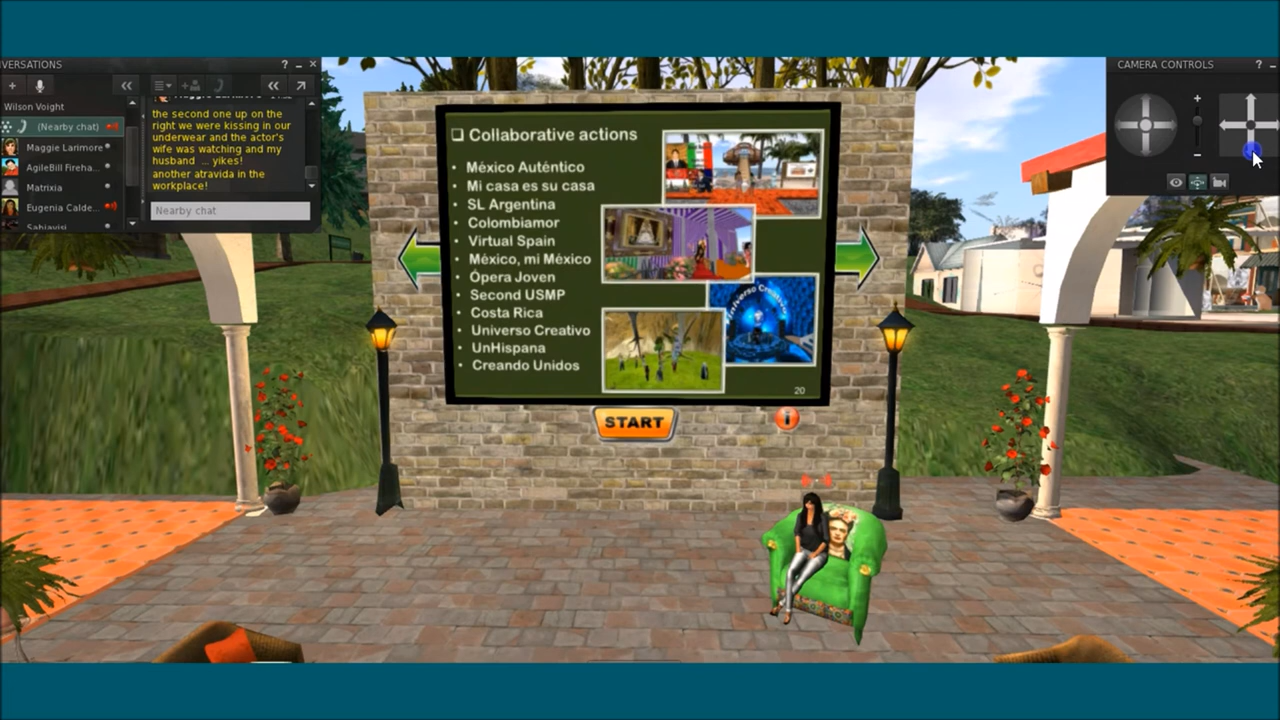 VERSATIONS
? _ ×
Wilson Voight
(Nearby chat)
Maggie Larimore
AgileBill Fireha...
Matrixia
Eugenia Calde...
the second one up on the
right we were kissing in our
underwear and the actor's
wife was watching and my
husband ... yikes!
another atravida in the
workplace!
Nearby chat
Collaborative actions
• México Auténtico
• Mi casa es su casa
• SL Argentina
• Colombiamor
• Virtual Spain
• México, mi México
• Ópera Joven
• Second USMP
• Costa Rica
• Universo Creativo
• UnHispana
• Creando Unidos
Universo Creativo
20
START
i
CAMERA CONTROLS
? _